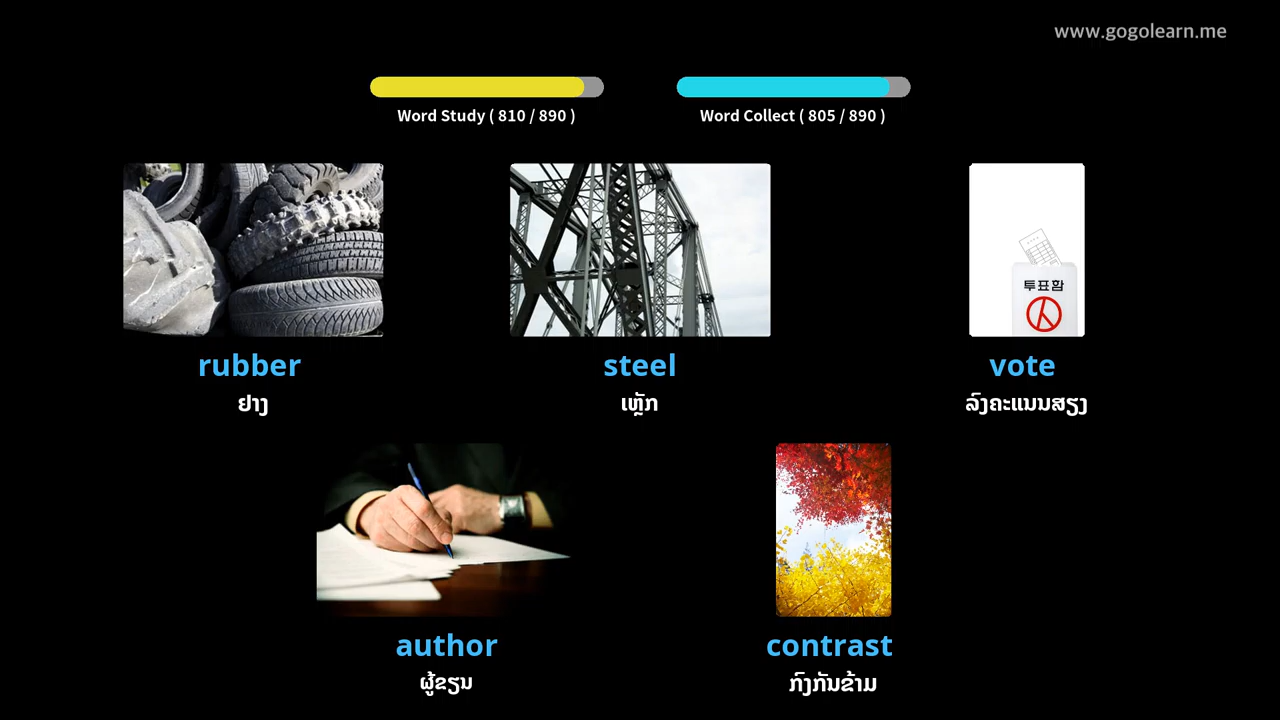 www.gogolearn.me
Word Study ( 810 / 890 )
Word Collect ( 805 / 890 )
투표함
rubber
steel
vote
ຢາງ
ເຫຼັກ
ລົງຄະແນນສຽງ
author
contrast
ຜູ້ຂຽນ
ກົງກັນຂ້າມ